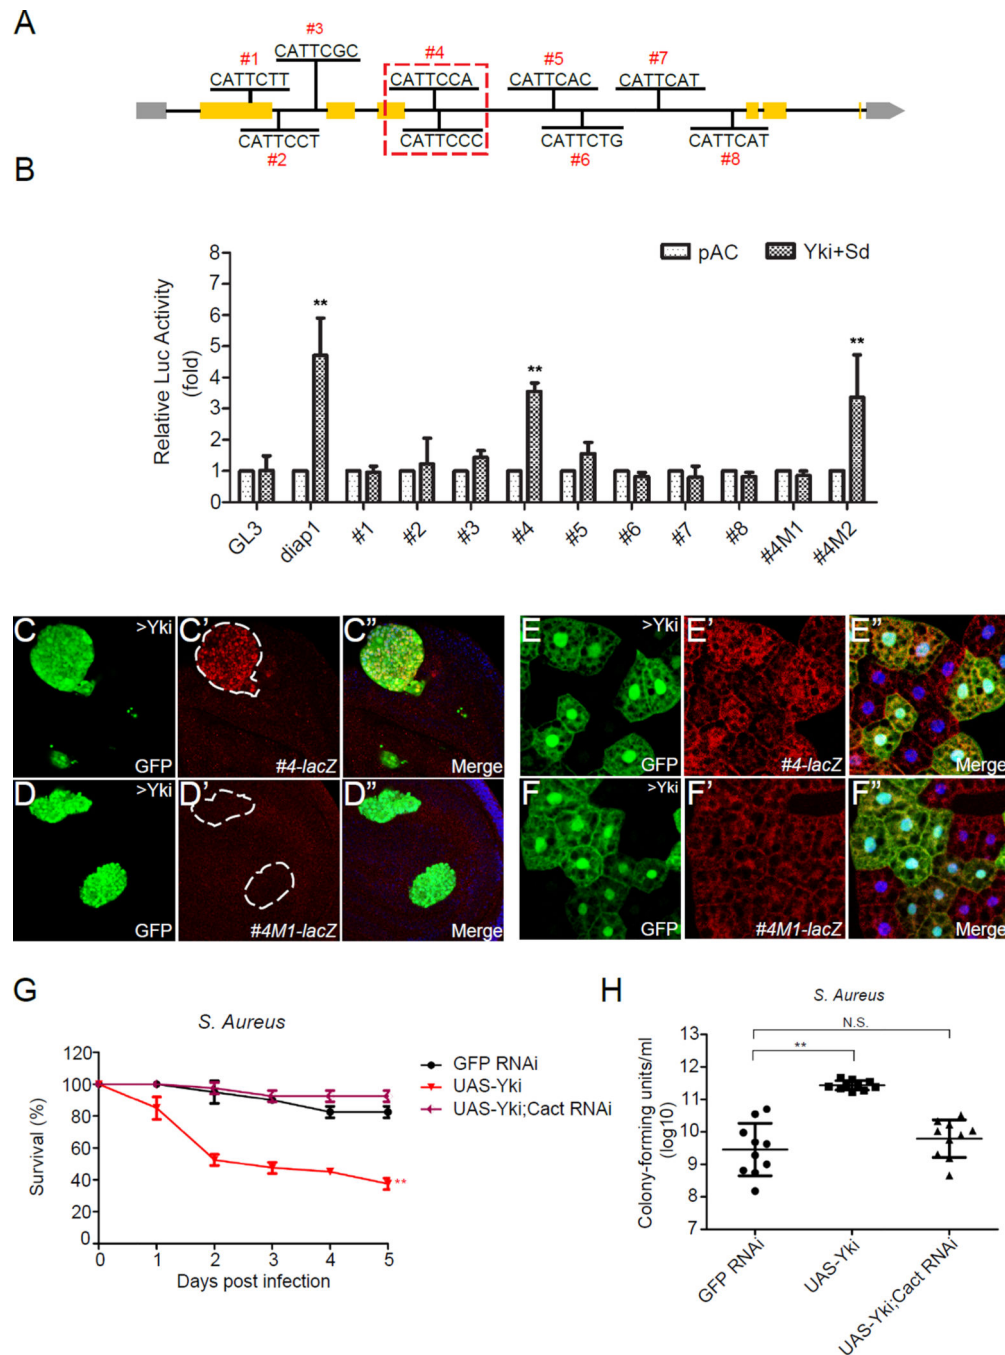 A
#1
CATTCTT
#3
CATTCGC
#4
CATTCCA
#5
CATTCAC
#7
CATTCAT
CATTCCT
#2
CATTCCC
CATTCTG
#6
CATTCAT
#8
B
Relative Luc Activity
(fold)
8
7
6
5
4
3
2
1
0
pAC
Yki+Sd
**
**
**
GL3
diap1
#1
#2
#3
#4
#5
#6
#7
#8
#4M1
#4M2
C
>Yki
GFP
C'
#4-lacZ
C"
Merge
E
>Yki
GFP
E'
#4-lacZ
E"
Merge
D
>Yki
GFP
D'
#4M1-lacZ
D"
Merge
F
>Yki
GFP
F'
#4M1-lacZ
F"
Merge
G
S. Aureus
Survival (%)
120
100
80
60
40
20
0
0
1
2
3
4
5
Days post infection
GFP RNAi
UAS-Yki
UAS-Yki;Cact RNAi
**
H
S. Aureus
N.S.
**
Colony-forming units/ml
(log10)
13
12
11
10
9
8
7
GFP RNAi
UAS-Yki
UAS-Yki;Cact RNAi